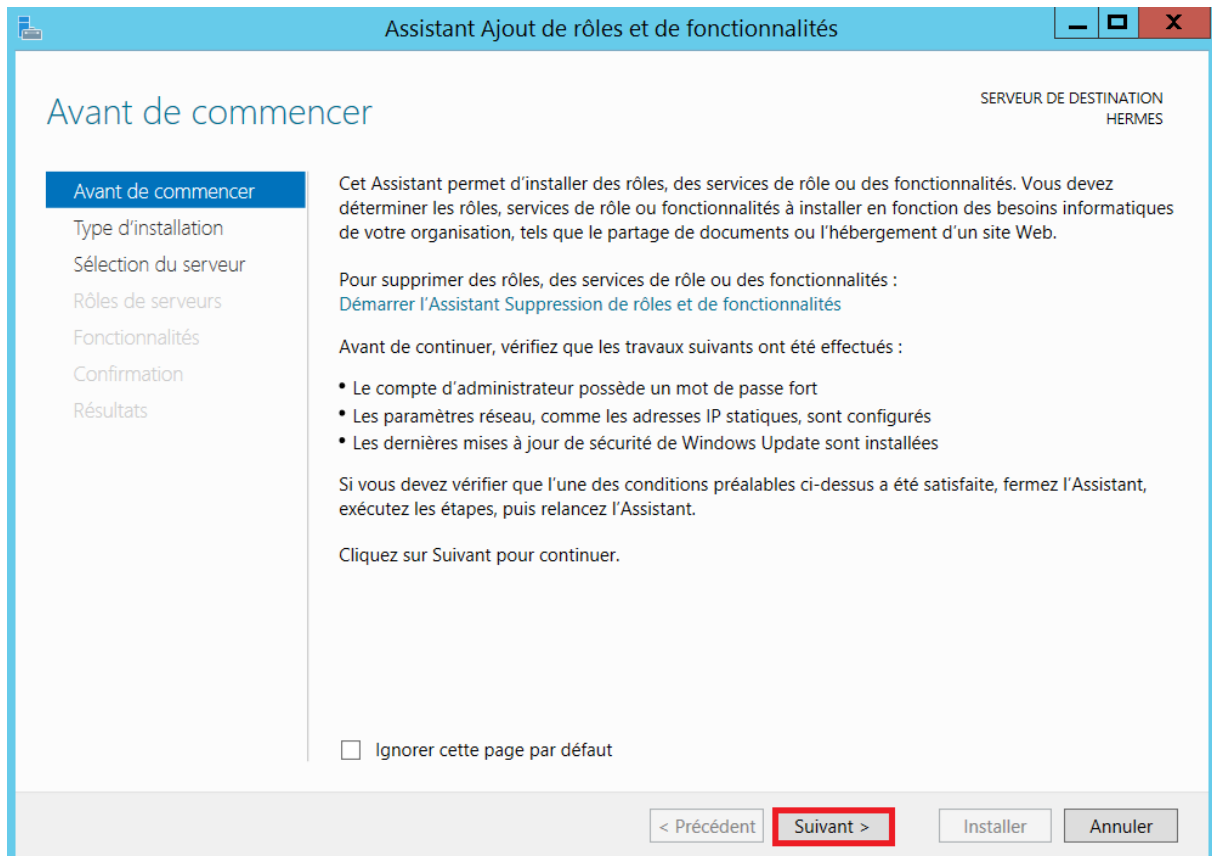 Assistant Ajout de rôles et de fonctionnalités
Avant de commencer
SERVEUR DE DESTINATION
HERMES
Avant de commencer
Type d'installation
Sélection du serveur
Rôles de serveurs
Fonctionnalités
Confirmation
Résultats
Cet Assistant permet d'installer des rôles, des services de rôle ou des fonctionnalités. Vous devez
déterminer les rôles, services de rôle ou fonctionnalités à installer en fonction des besoins informatiques
de votre organisation, tels que le partage de documents ou l'hébergement d'un site Web.
Pour supprimer des rôles, des services de rôle ou des fonctionnalités :
Démarrer l'Assistant Suppression de rôles et de fonctionnalités
Avant de continuer, vérifiez que les travaux suivants ont été effectués :
• Le compte d'administrateur possède un mot de passe fort
• Les paramètres réseau, comme les adresses IP statiques, sont configurés
• Les dernières mises à jour de sécurité de Windows Update sont installées
Si vous devez vérifier que l'une des conditions préalables ci-dessus a été satisfaite, fermez l'Assistant,
exécutez les étapes, puis relancez l'Assistant.
Cliquez sur Suivant pour continuer.
Ignorer cette page par défaut
< Précédent
Suivant >
Installer
Annuler